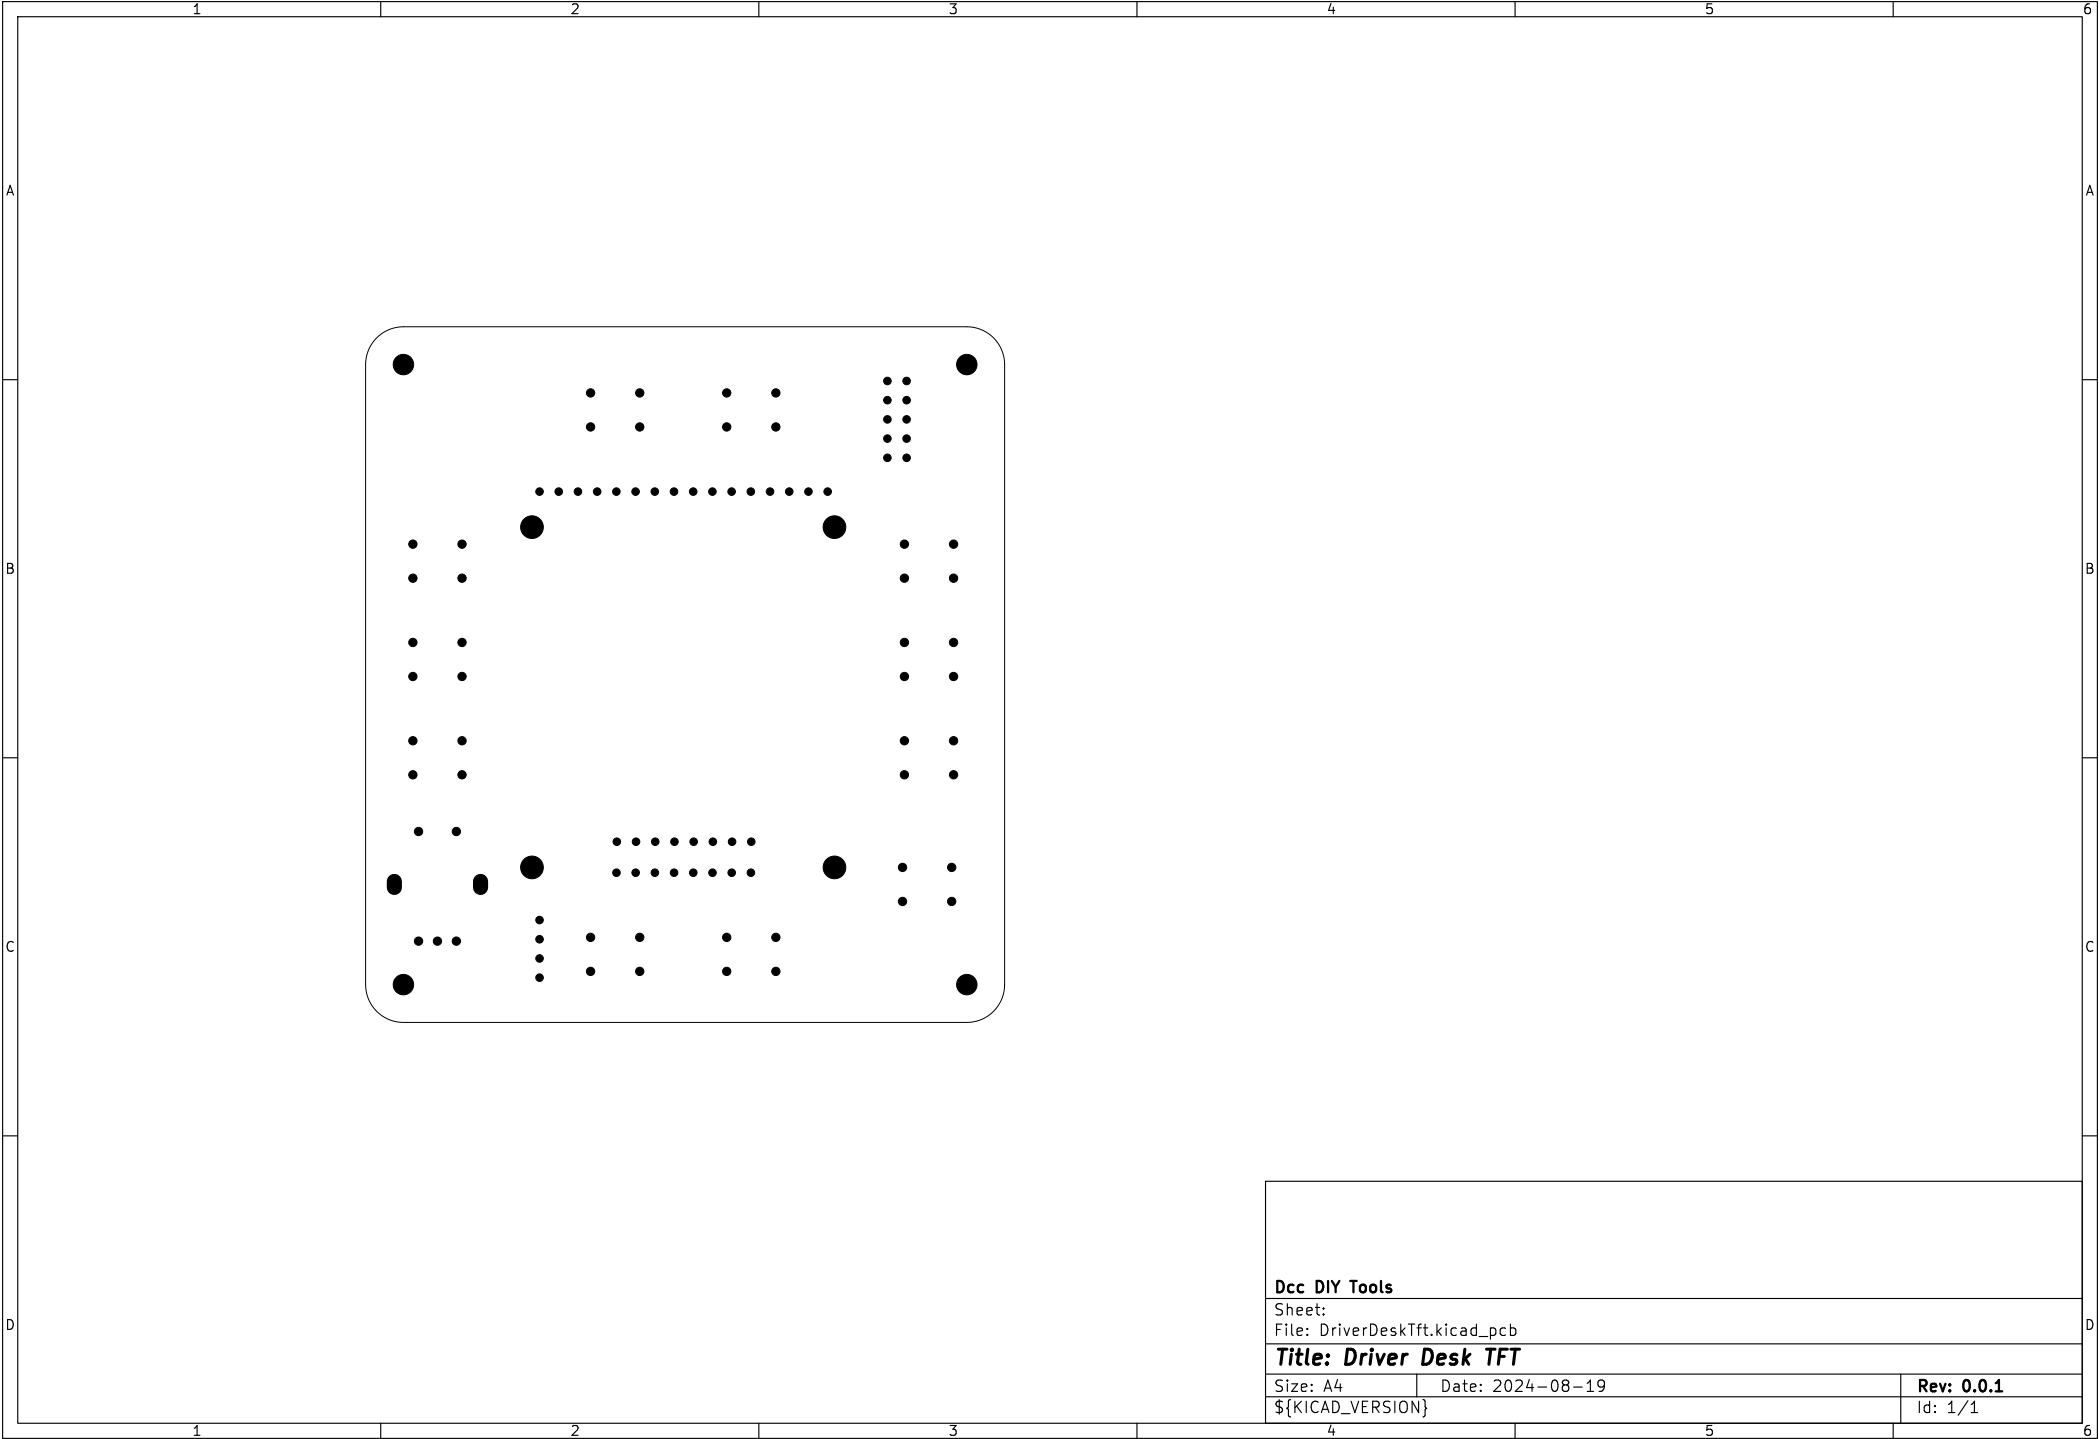 1 2 3 4 5 6
A A
B B
C C
Dcc DIY Tools
Sheet:
File: DriverDeskTft.kicad_pcb
D D
Title: Driver Desk TFT
Size: A4 Date: 2024-08-19 Rev: 0.0.1
${KICAD_VERSION} Id: 1/1
1 2 3 4 5 6